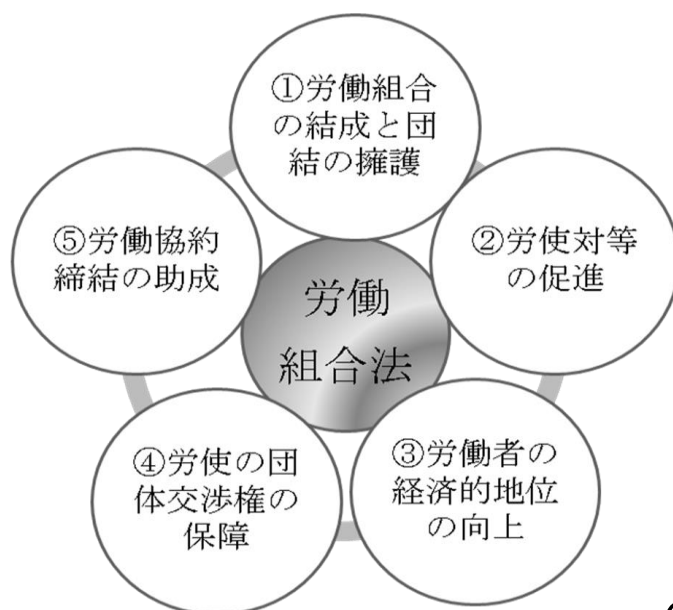 ①労働組合
の結成と団
結の擁護
②労使対等
の促進
③労働者の
経済的地位
の向上
④労使の団
体交渉権の
保障
⑤労働協約
締結の助成
労働
組合法